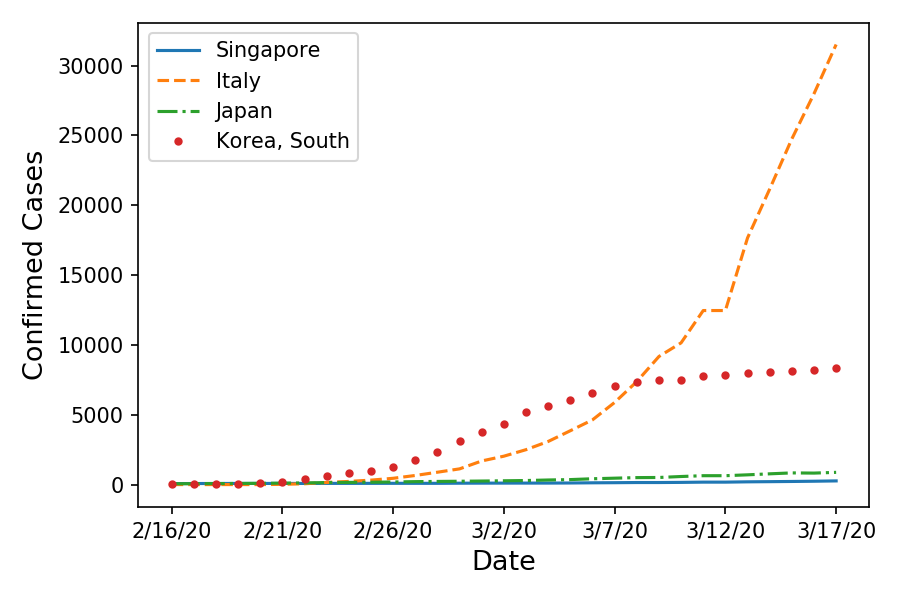 Singapore
Italy
Japan
Korea, South
30000
25000
20000
15000
10000
5000
0
Confirmed Cases
2/16/20 2/21/20 2/26/20 3/2/20 3/7/20 3/12/20 3/17/20
Date